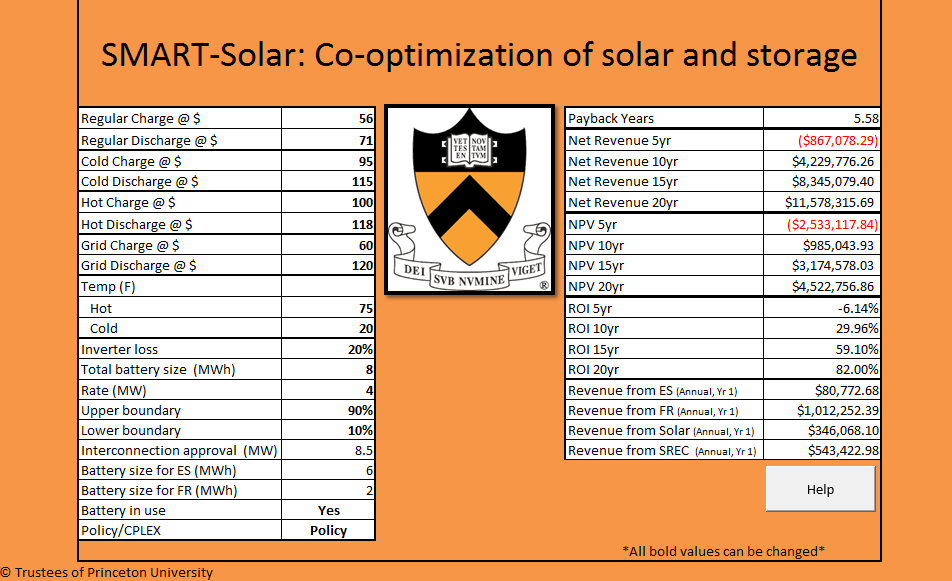 SMART-Solar: Co-optimization of solar and storage
Regular Charge @ $ 56
Regular Discharge @ $ 71
Cold Charge @ $ 95
Cold Discharge @ $ 115
Hot Charge @ $ 100
Hot Discharge @ $ 118
Grid Charge @ $ 60
Grid Discharge @ $ 120
Temp (F)
Hot 75
Cold 20
Inverter loss 20%
Total battery size (MWh) 8
Rate (MW) 4
Upper boundary 90%
Lower boundary 10%
Interconnection approval (MW) 8.5
Battery size for ES (MWh) 6
Battery size for FR (MWh) 2
Battery in use Yes
Policy/CPLEX Policy
VET NOV
TES TAM
EN TVM
DEI SVB NVMINE VIGET
®
Payback Years 5.58
Net Revenue 5yr ($867,078.29)
Net Revenue 10yr $4,229,776.26
Net Revenue 15yr $8,345,079.40
Net Revenue 20yr $11,578,315.69
NPV 5yr ($2,533,117.84)
NPV 10yr $985,043.93
NPV 15yr $3,174,578.03
NPV 20yr $4,522,756.86
ROI 5yr -6.14%
ROI 10yr 29.96%
ROI 15yr 59.10%
ROI 20yr 82.00%
Revenue from ES (Annual, Yr 1) $80,772.68
Revenue from FR (Annual, Yr 1) $1,012,252.39
Revenue from Solar (Annual, Yr 1) $346,068.10
Revenue from SREC (Annual, Yr 1) $543,422.98
Help
*All bold values can be changed*
© Trustees of Princeton University